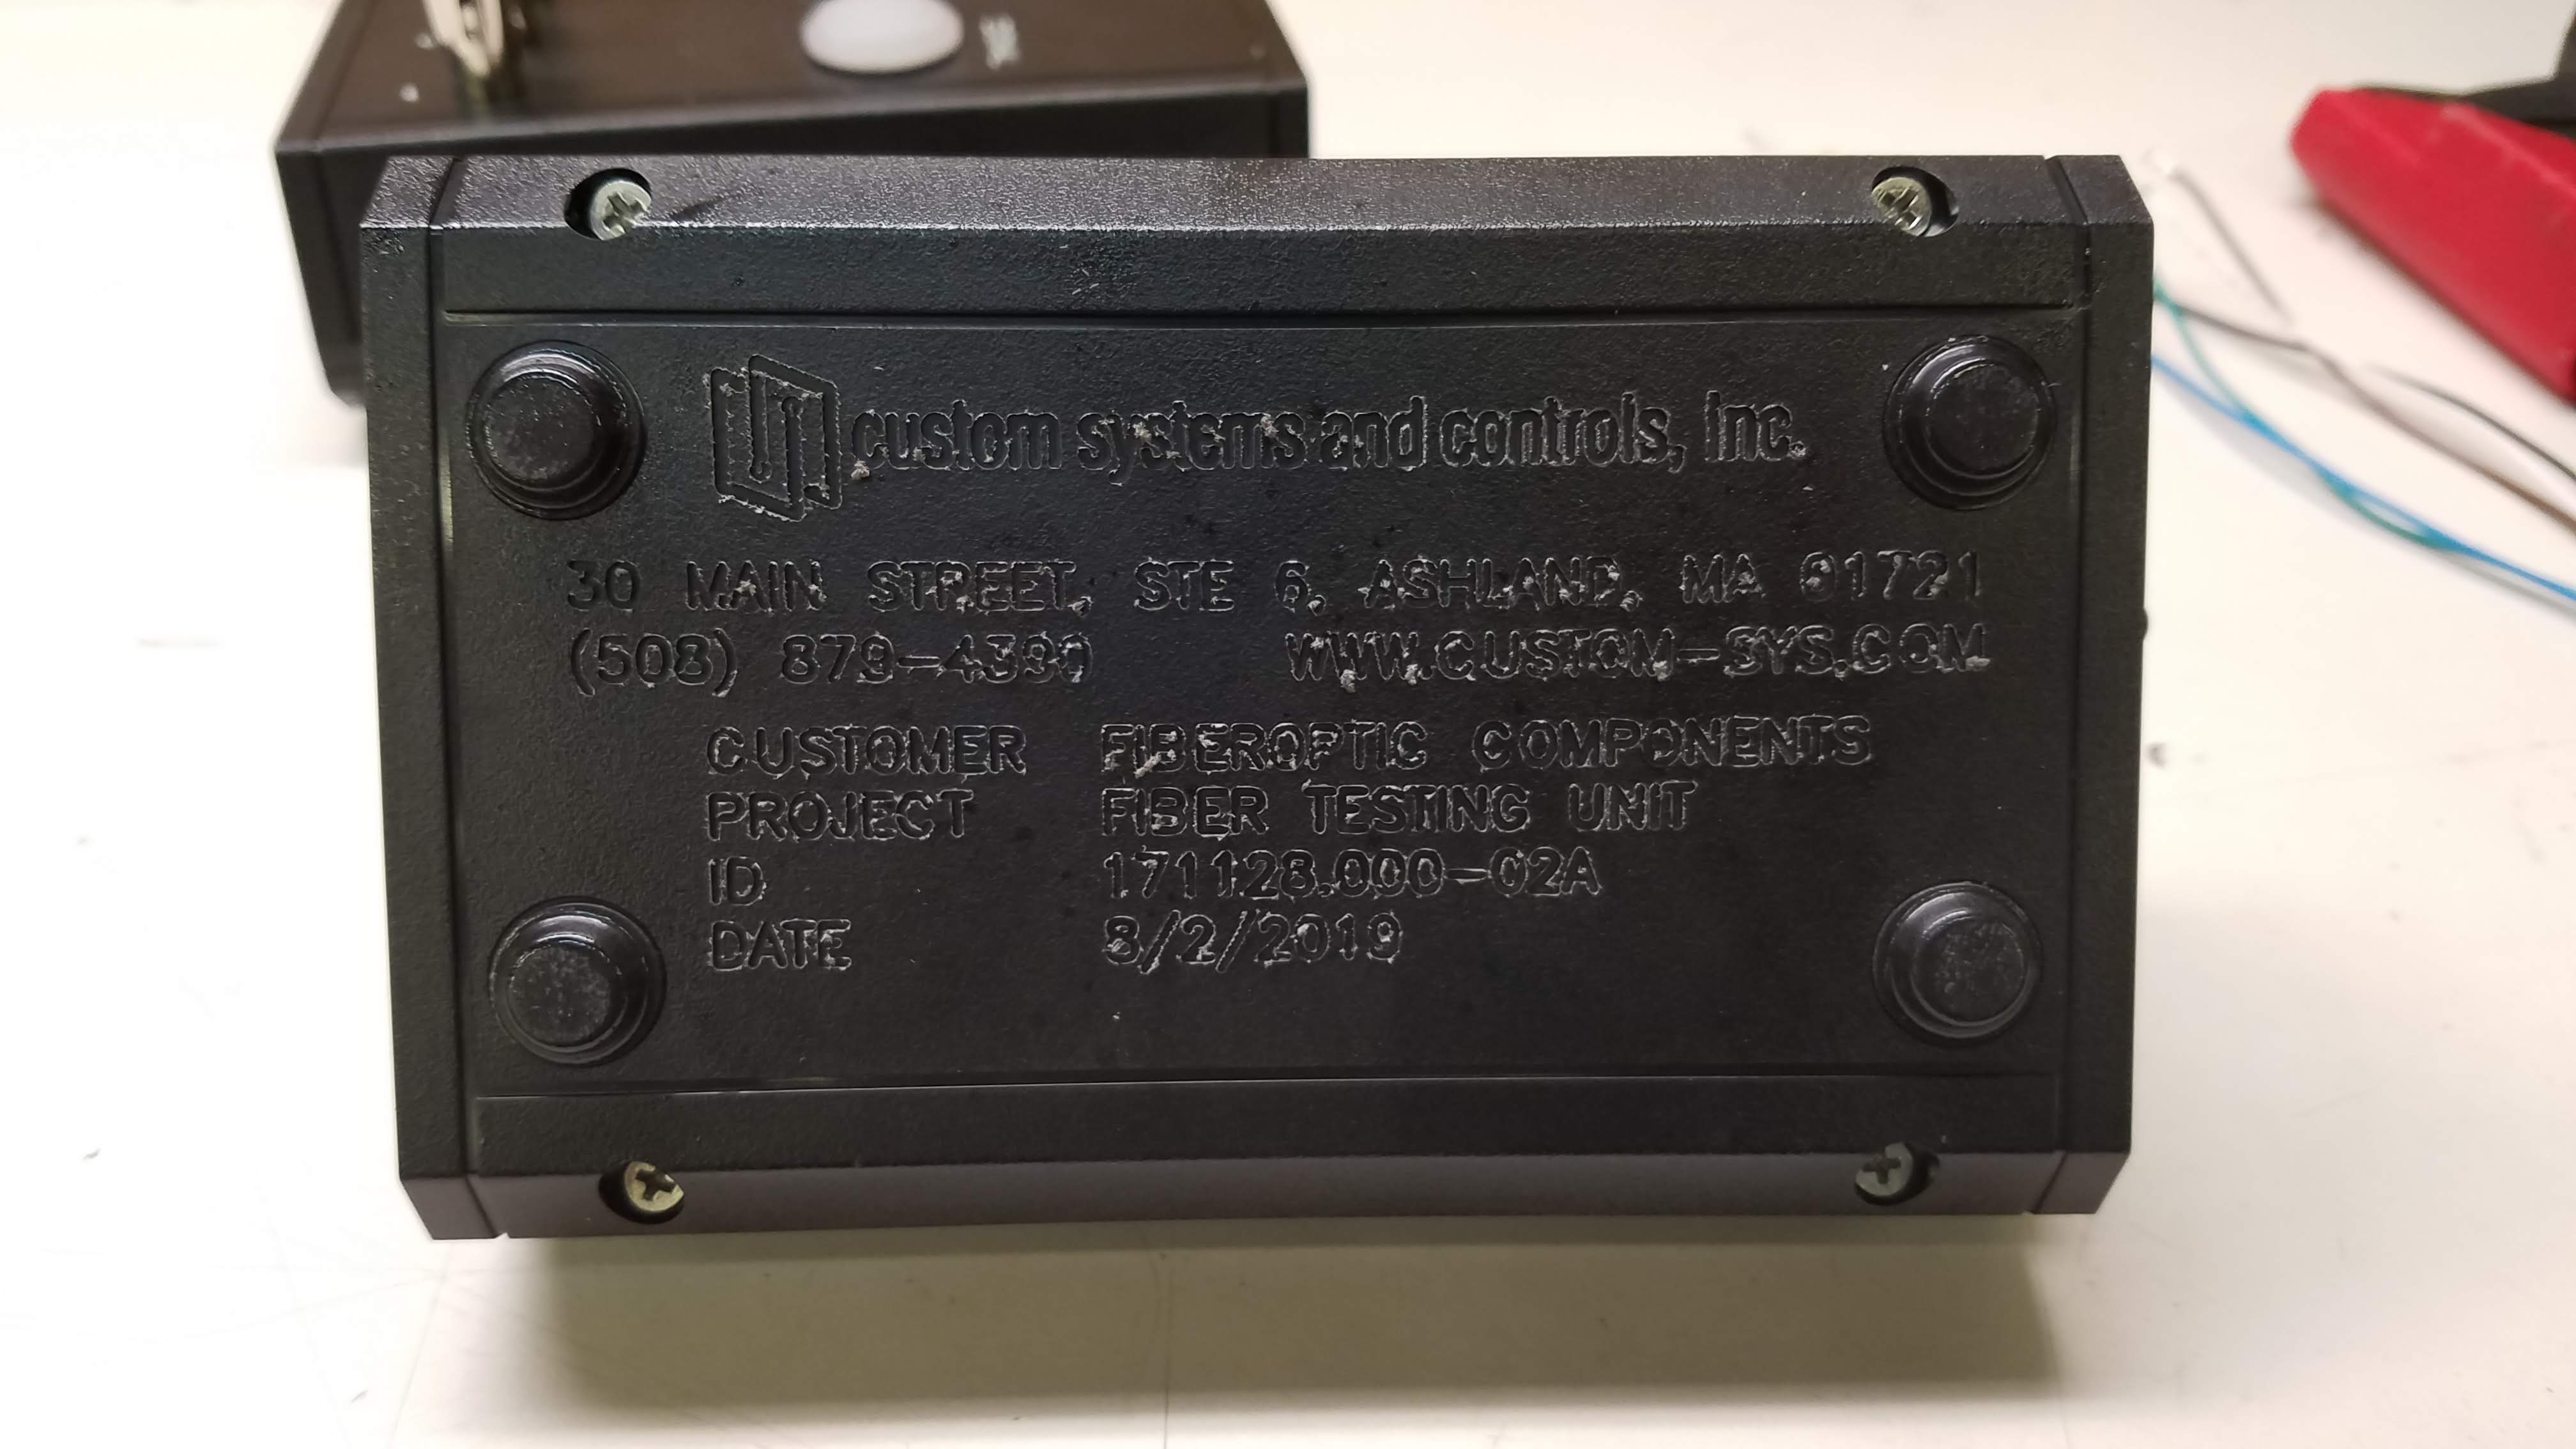 custom systems and controls, inc.
30 MAIN STREET, STE 6, ASHLAND, MA 01721
(508) 879-4390 WWW.CUSTOM-SYS.COM
CUSTOMER FIBEROPTIC COMPONENTS
PROJECT FIBER TESTING UNIT
ID 171128.000-02A
DATE 8/2/2019